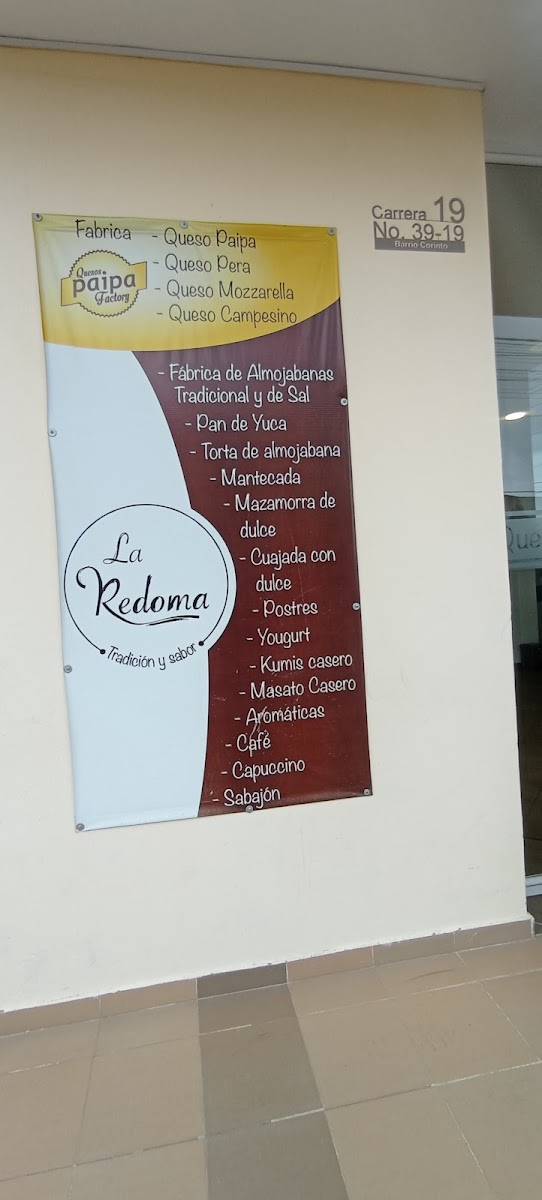 Fabrica
Quesos
paipa
Factory
- Queso Paipa
- Queso Pera
- Queso Mozzarella
- Queso Campesino
- Fábrica de Almojabanas
Tradicional y de Sal
- Pan de Yuca
- Torta de almojabana
- Mantecada
- Mazamorra de
dulce
- Cuajada con
dulce
- Postres
- Yougurt
- Kumis casero
- Masato Casero
- Aromáticas
- Café
- Capuccino
- Sabajón
La
Redoma
Tradición y sabor
Carrera 19
No. 39-19
Barrio Corinto
Que